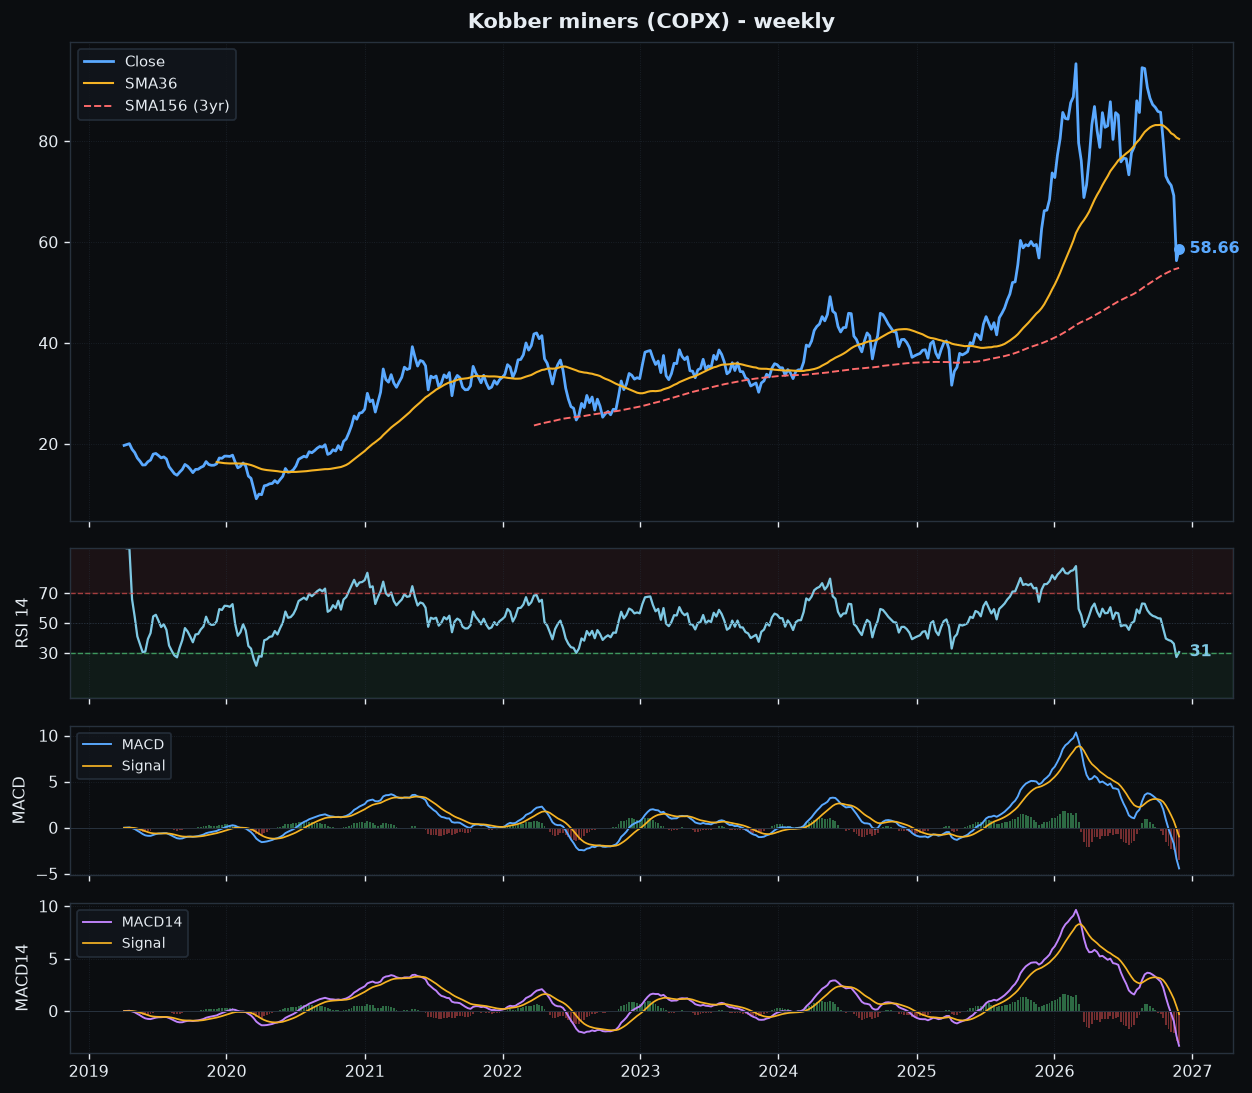 Kobber miners (COPX) - weekly
Close
SMA36
SMA156 (3yr)
80
60
40
20
58.66
RSI 14
70
50
30
31
MACD
10
5
0
−5
MACD
Signal
MACD14
10
5
0
MACD14
Signal
2019 2020 2021 2022 2023 2024 2025 2026 2027